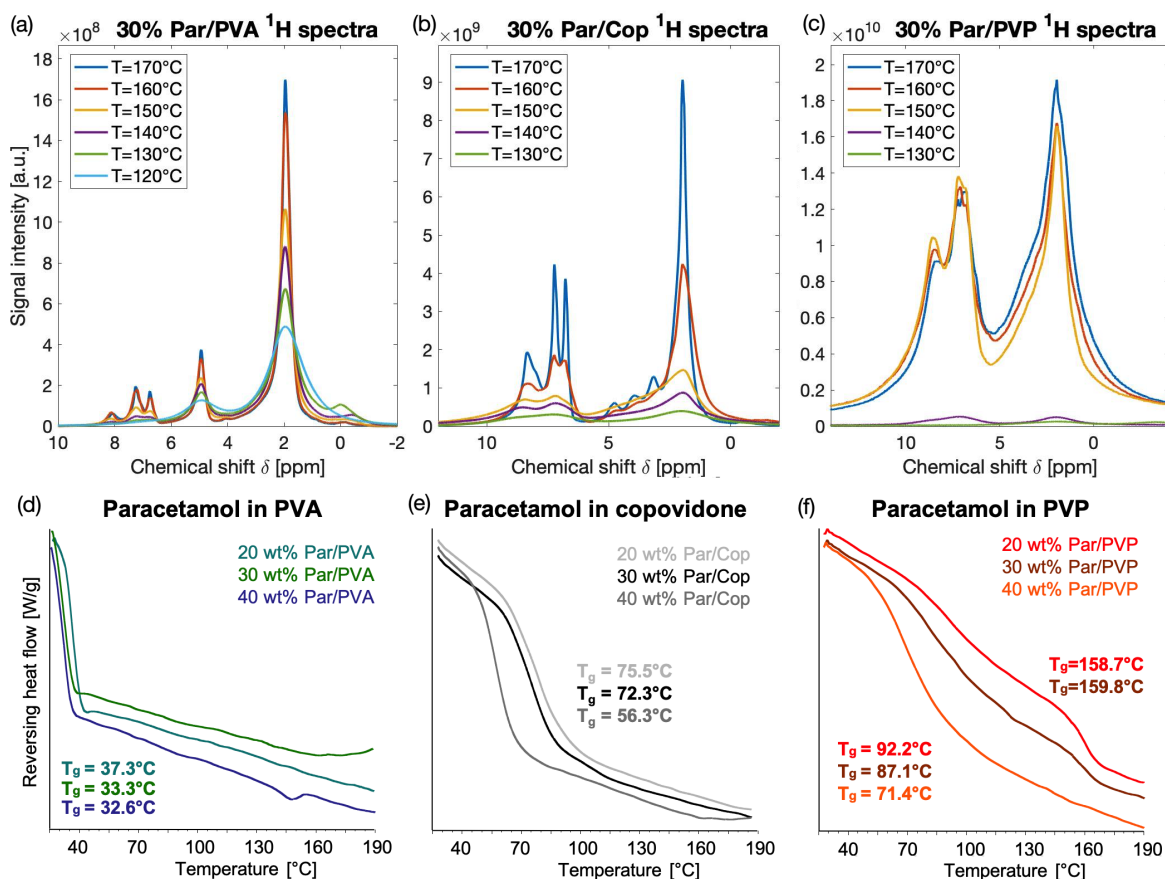 (a) 30% Par/PVA ¹H spectra
×10⁸
18
16
14
12
10
8
6
4
2
0
T=170°C
T=160°C
T=150°C
T=140°C
T=130°C
T=120°C
Signal intensity [a.u.]
10 8 6 4 2 0 -2
Chemical shift δ [ppm]
(b) 30% Par/Cop ¹H spectra
×10⁹
9
8
7
6
5
4
3
2
1
0
T=170°C
T=160°C
T=150°C
T=140°C
T=130°C
10 5 0
Chemical shift δ [ppm]
(c) 30% Par/PVP ¹H spectra
×10¹⁰
2
1.8
1.6
1.4
1.2
1
0.8
0.6
0.4
0.2
0
T=170°C
T=160°C
T=150°C
T=140°C
T=130°C
10 5 0
Chemical shift δ [ppm]
(d) Paracetamol in PVA
20 wt% Par/PVA
30 wt% Par/PVA
40 wt% Par/PVA
Tg = 37.3°C
Tg = 33.3°C
Tg = 32.6°C
Reversing heat flow [W/g]
40 70 100 130 160 190
Temperature [°C]
(e) Paracetamol in copovidone
20 wt% Par/Cop
30 wt% Par/Cop
40 wt% Par/Cop
Tg = 75.5°C
Tg = 72.3°C
Tg = 56.3°C
40 70 100 130 160 190
Temperature [°C]
(f) Paracetamol in PVP
20 wt% Par/PVP
30 wt% Par/PVP
40 wt% Par/PVP
Tg=158.7°C
Tg=159.8°C
Tg = 92.2°C
Tg = 87.1°C
Tg = 71.4°C
40 70 100 130 160 190
Temperature [°C]